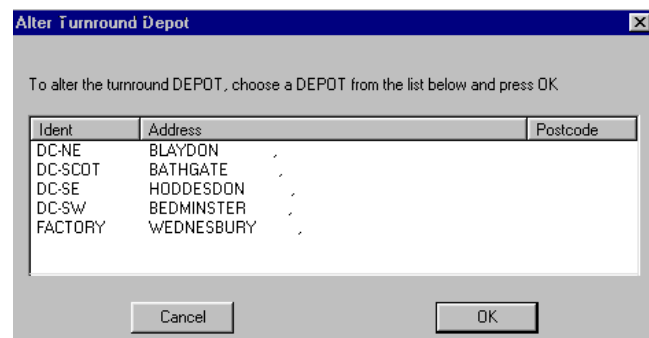 Alter Turnround Depot
To alter the turnround DEPOT, choose a DEPOT from the list below and press OK
Ident Address Postcode
DC-NE BLAYDON ,
DC-SCOT BATHGATE ,
DC-SE HODDESDON ,
DC-SW BEDMINSTER ,
FACTORY WEDNESBURY ,
Cancel OK